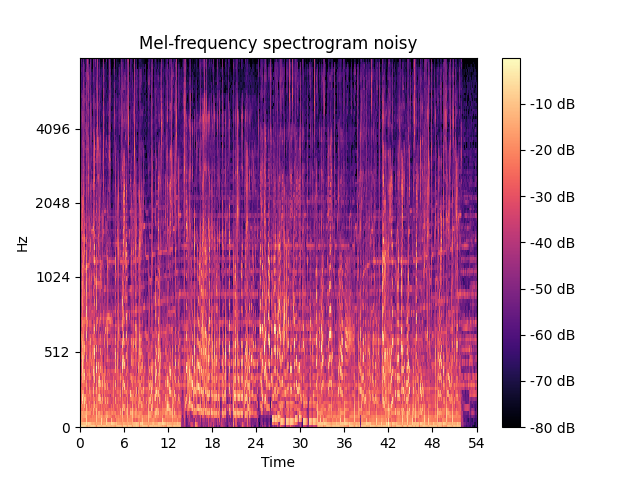 Mel-frequency spectrogram noisy
4096
2048
1024
512
0
Hz
0 6 12 18 24 30 36 42 48 54
Time
-10 dB
-20 dB
-30 dB
-40 dB
-50 dB
-60 dB
-70 dB
-80 dB